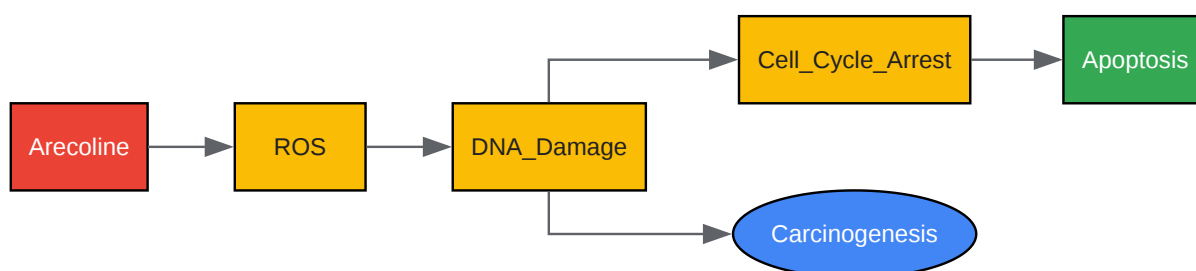 Cell_Cycle_Arrest
Apoptosis
Arecoline
ROS
DNA_Damage
Carcinogenesis